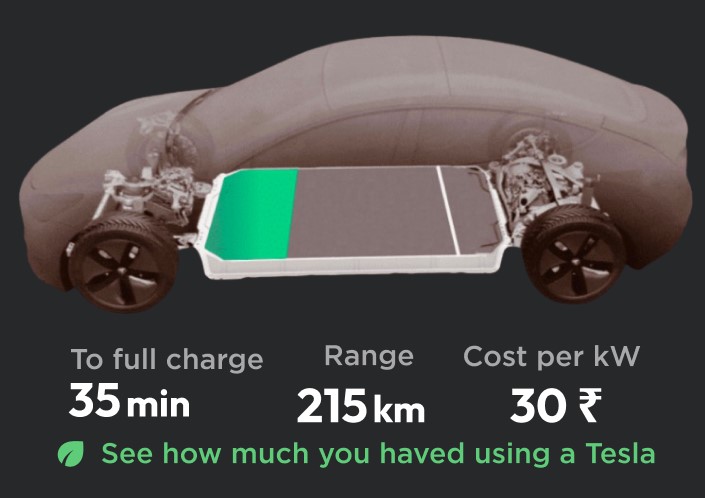 To full charge
Range
Cost per kW
35 min
215 km
30 ₹
See how much you haved using a Tesla